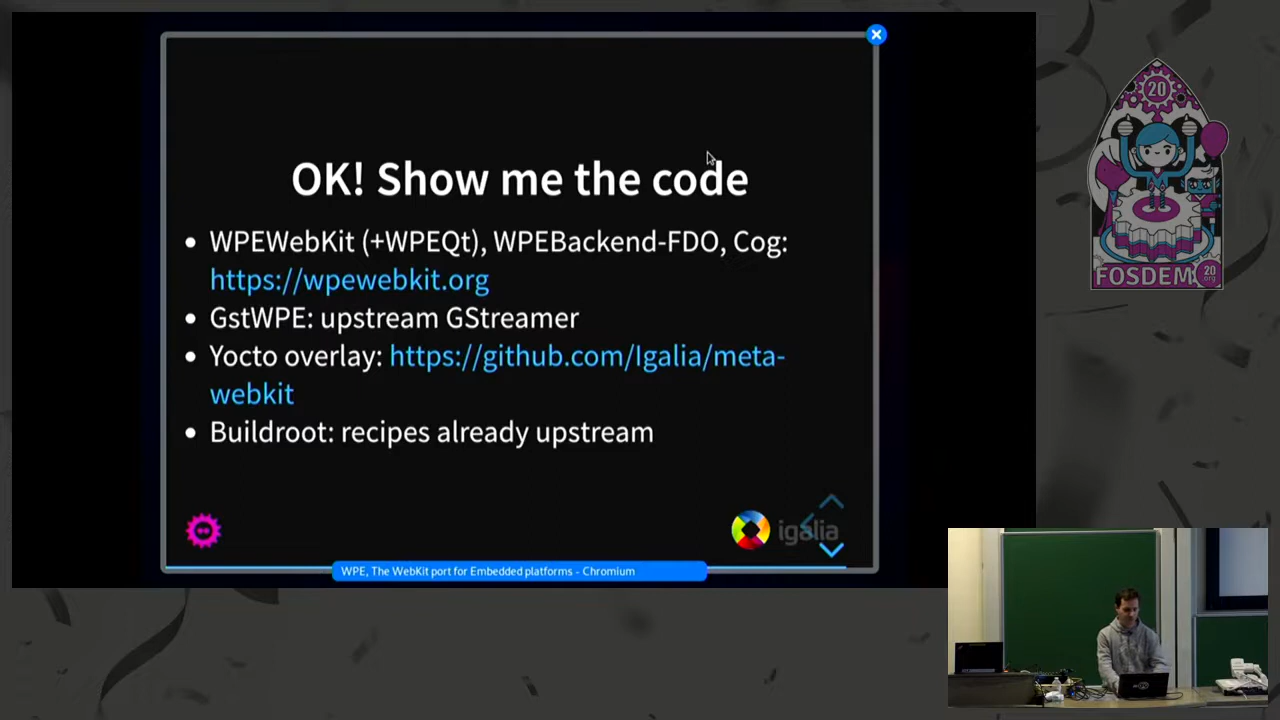 OK! Show me the code
WPEWebKit (+WPEQt), WPEBackend-FDO, Cog:
https://wpewebkit.org
GstWPE: upstream GStreamer
Yocto overlay: https://github.com/Igalia/meta-
webkit
Buildroot: recipes already upstream
igalia
WPE, The WebKit port for Embedded platforms - Chromium
20
FOSDEM
20
.org